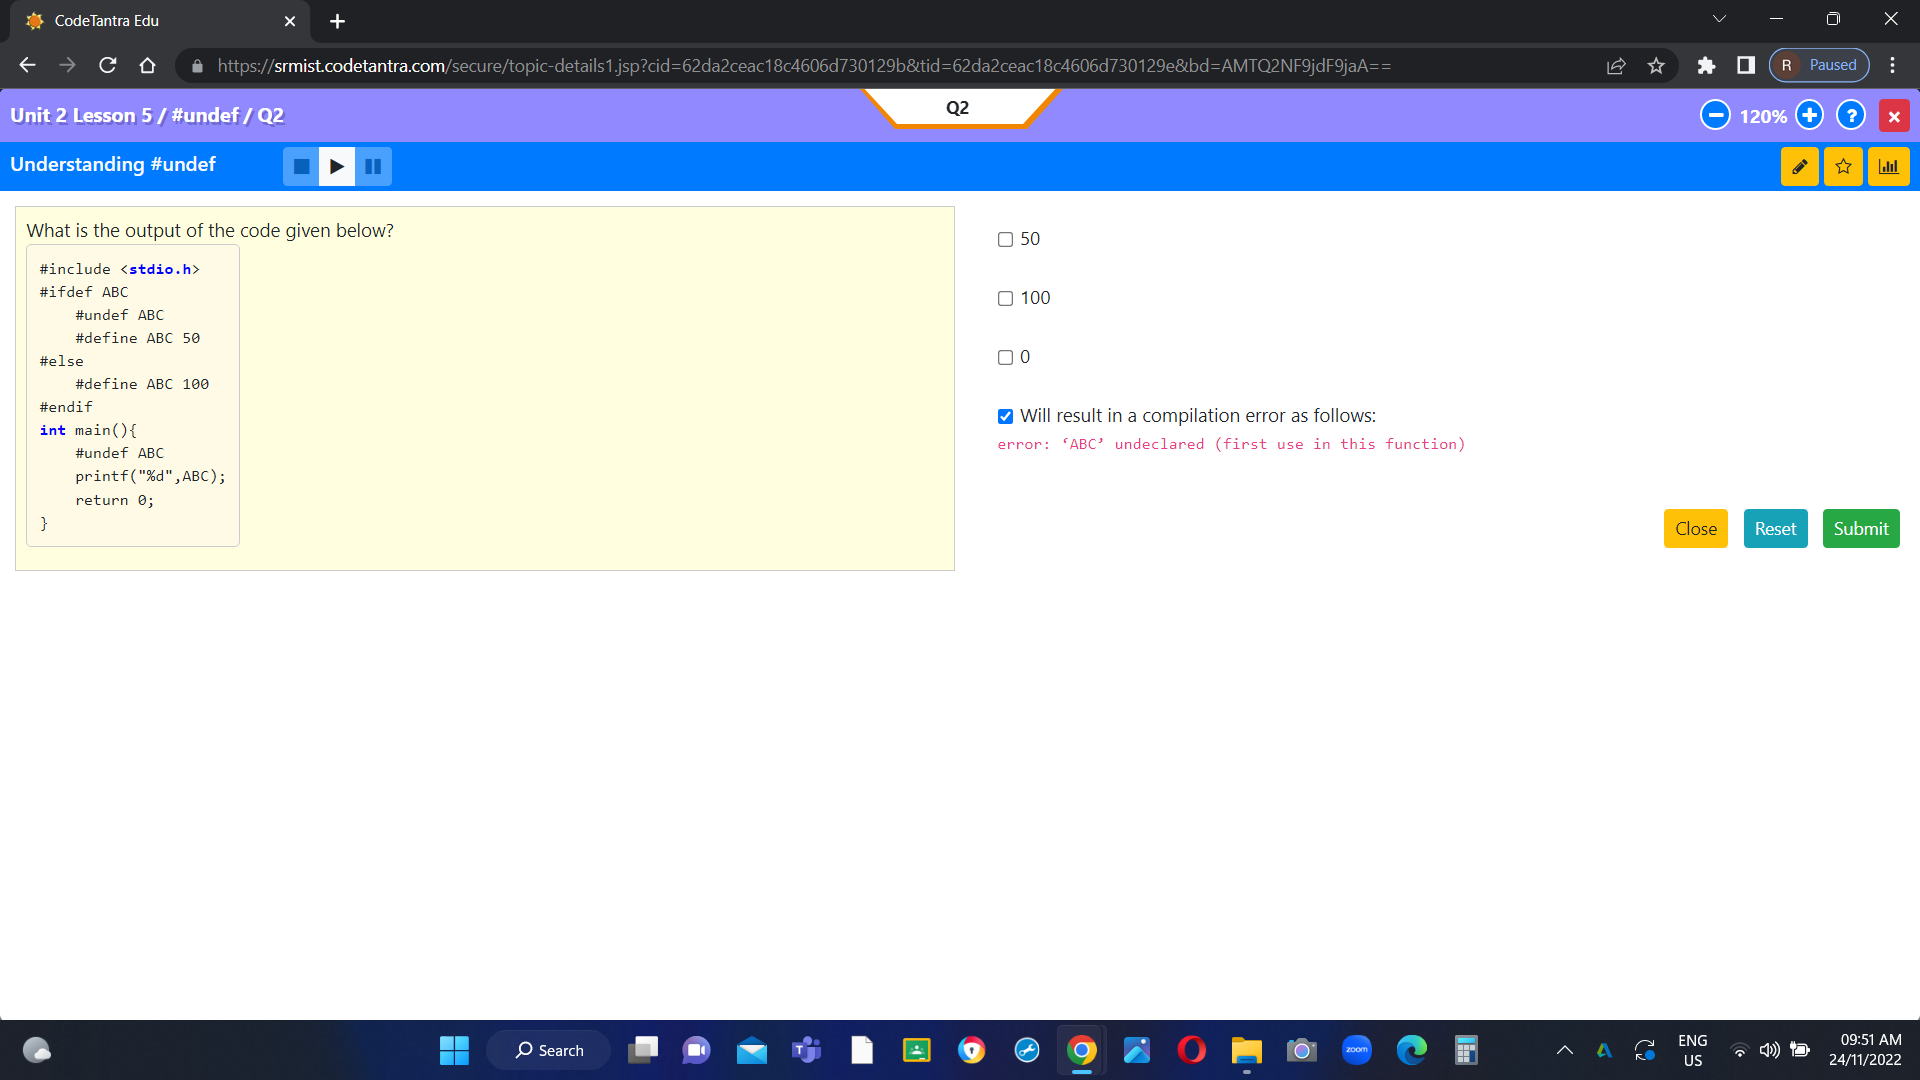 CodeTantra Edu
https://srmist.codetantra.com/secure/topic-details1.jsp?cid=62da2ceac18c4606d730129b&tid=62da2ceac18c4606d730129e&bd=AMTQ2NF9jdF9jaA==
R Paused
Unit 2 Lesson 5 / #undef / Q2
Q2
120%
?
Understanding #undef
What is the output of the code given below?
#include <stdio.h>
#ifdef ABC
    #undef ABC
    #define ABC 50
#else
    #define ABC 100
#endif
int main(){
    #undef ABC
    printf("%d",ABC);
    return 0;
}
50
100
0
Will result in a compilation error as follows:
error: ‘ABC’ undeclared (first use in this function)
Close Reset Submit
Search
zoom
ENG
US
09:51 AM
24/11/2022